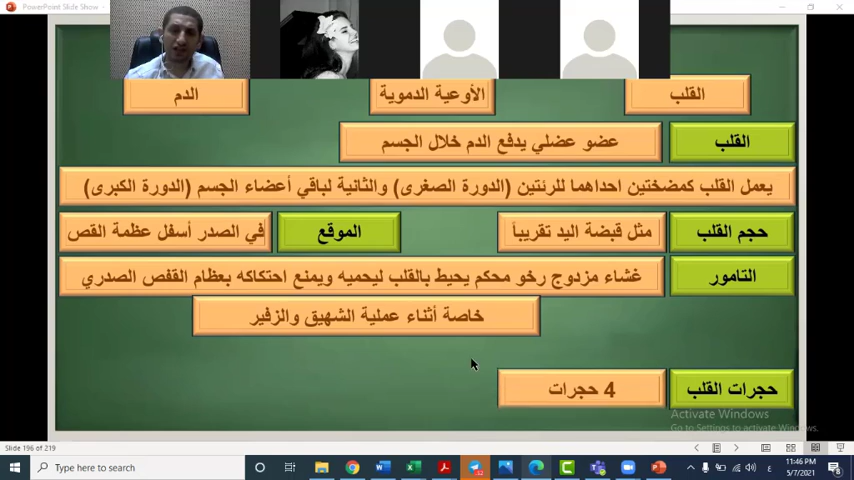 PowerPoint Slide Show
القلب
الأوعية الدموية
الدم
القلب
عضو عضلي يدفع الدم خلال الجسم
يعمل القلب كمضختين احداهما للرئتين (الدورة الصغرى) والثانية لباقي أعضاء الجسم (الدورة الكبرى)
حجم القلب
مثل قبضة اليد تقريباً
الموقع
في الصدر أسفل عظمة القص
التامور
غشاء مزدوج رخو محكم يحيط بالقلب ليحميه ويمنع احتكاكه بعظام القفص الصدري
خاصة أثناء عملية الشهيق والزفير
حجرات القلب
4 حجرات
Activate Windows
Go to Settings to activate Windows.
Slide 196 of 219
Type here to search
ع
11:46 PM
5/7/2021